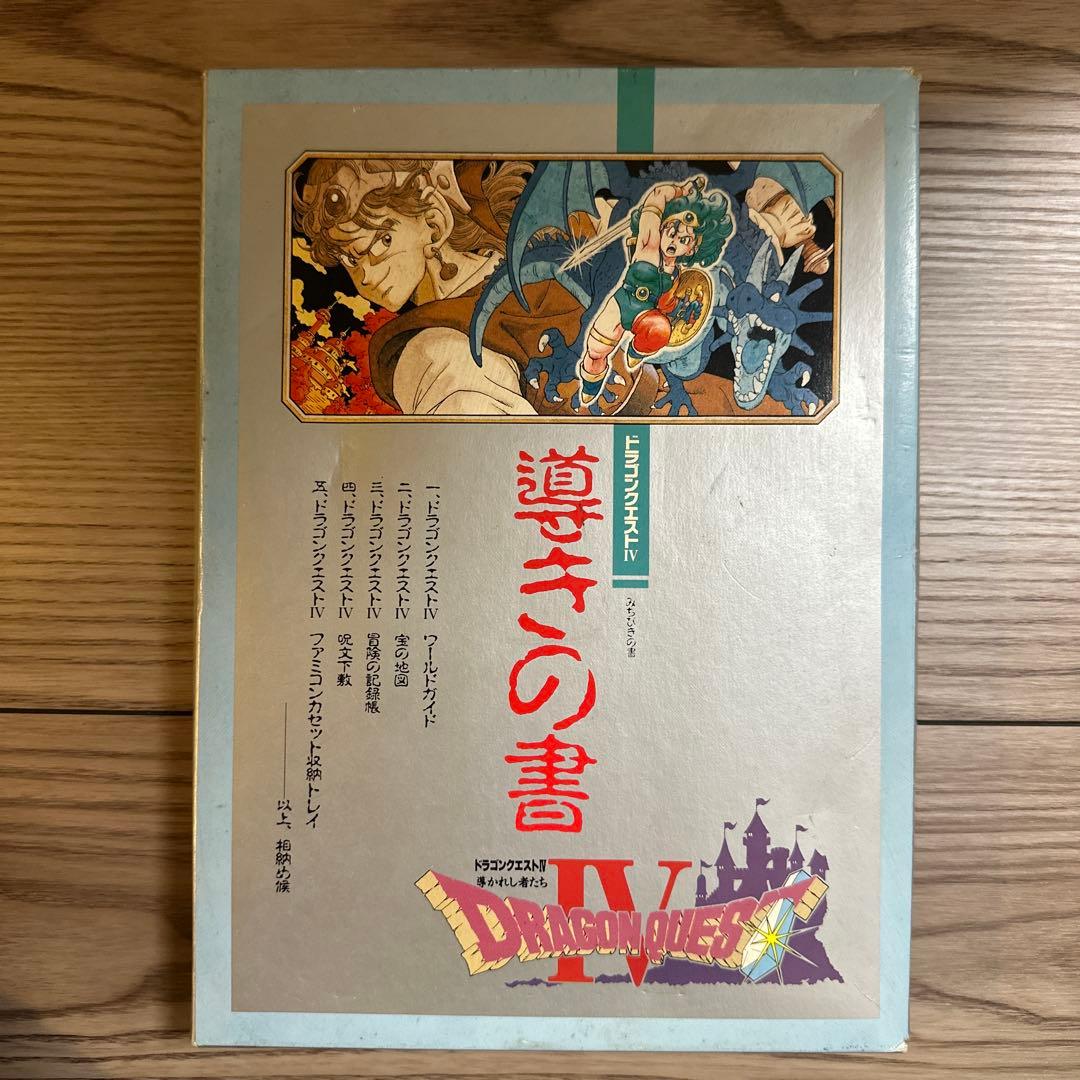 ドラゴンクエストIV
みちびきの書
導きの書
一、ドラゴンクエストIV ワールドガイド
二、ドラゴンクエストIV 宝の地図
三、ドラゴンクエストIV 冒険の記録帳
四、ドラゴンクエストIV 呪文下敷
五、ドラゴンクエストIV ファミコンカセット収納トレイ
以上、相納め候
ドラゴンクエストIV
導かれし者たち
DRAGON QUEST
IV